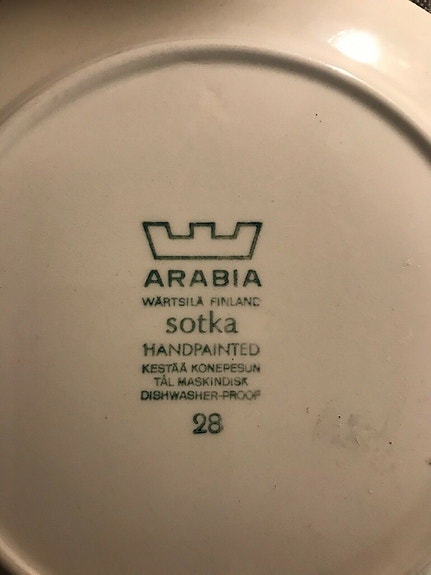 ARABIA
WÄRTSILÄ FINLAND
sotka
HANDPAINTED
KESTÄÄ KONEPESUN
TÅL MASKINDISK
DISHWASHER-PROOF
28